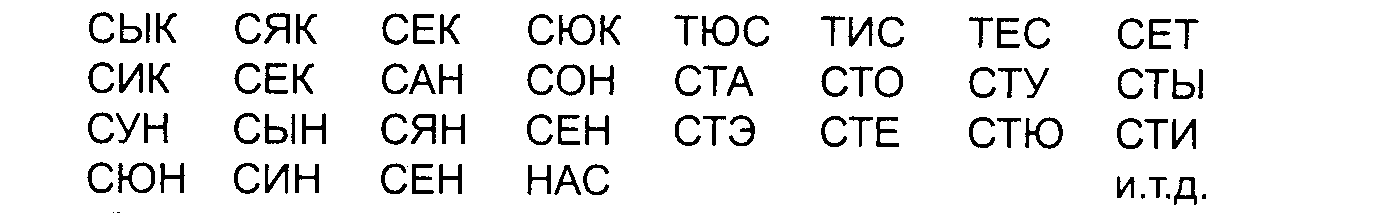 СЫК СЯК СЕК СЮК ТЮС ТИС ТЕС СЕТ
СИК СЕК САН СОН СТА СТО СТУ СТЫ
СУН СЫН СЯН СЕН СТЭ СТЕ СТЮ СТИ
СЮН СИН СЕН НАС и.т.д.